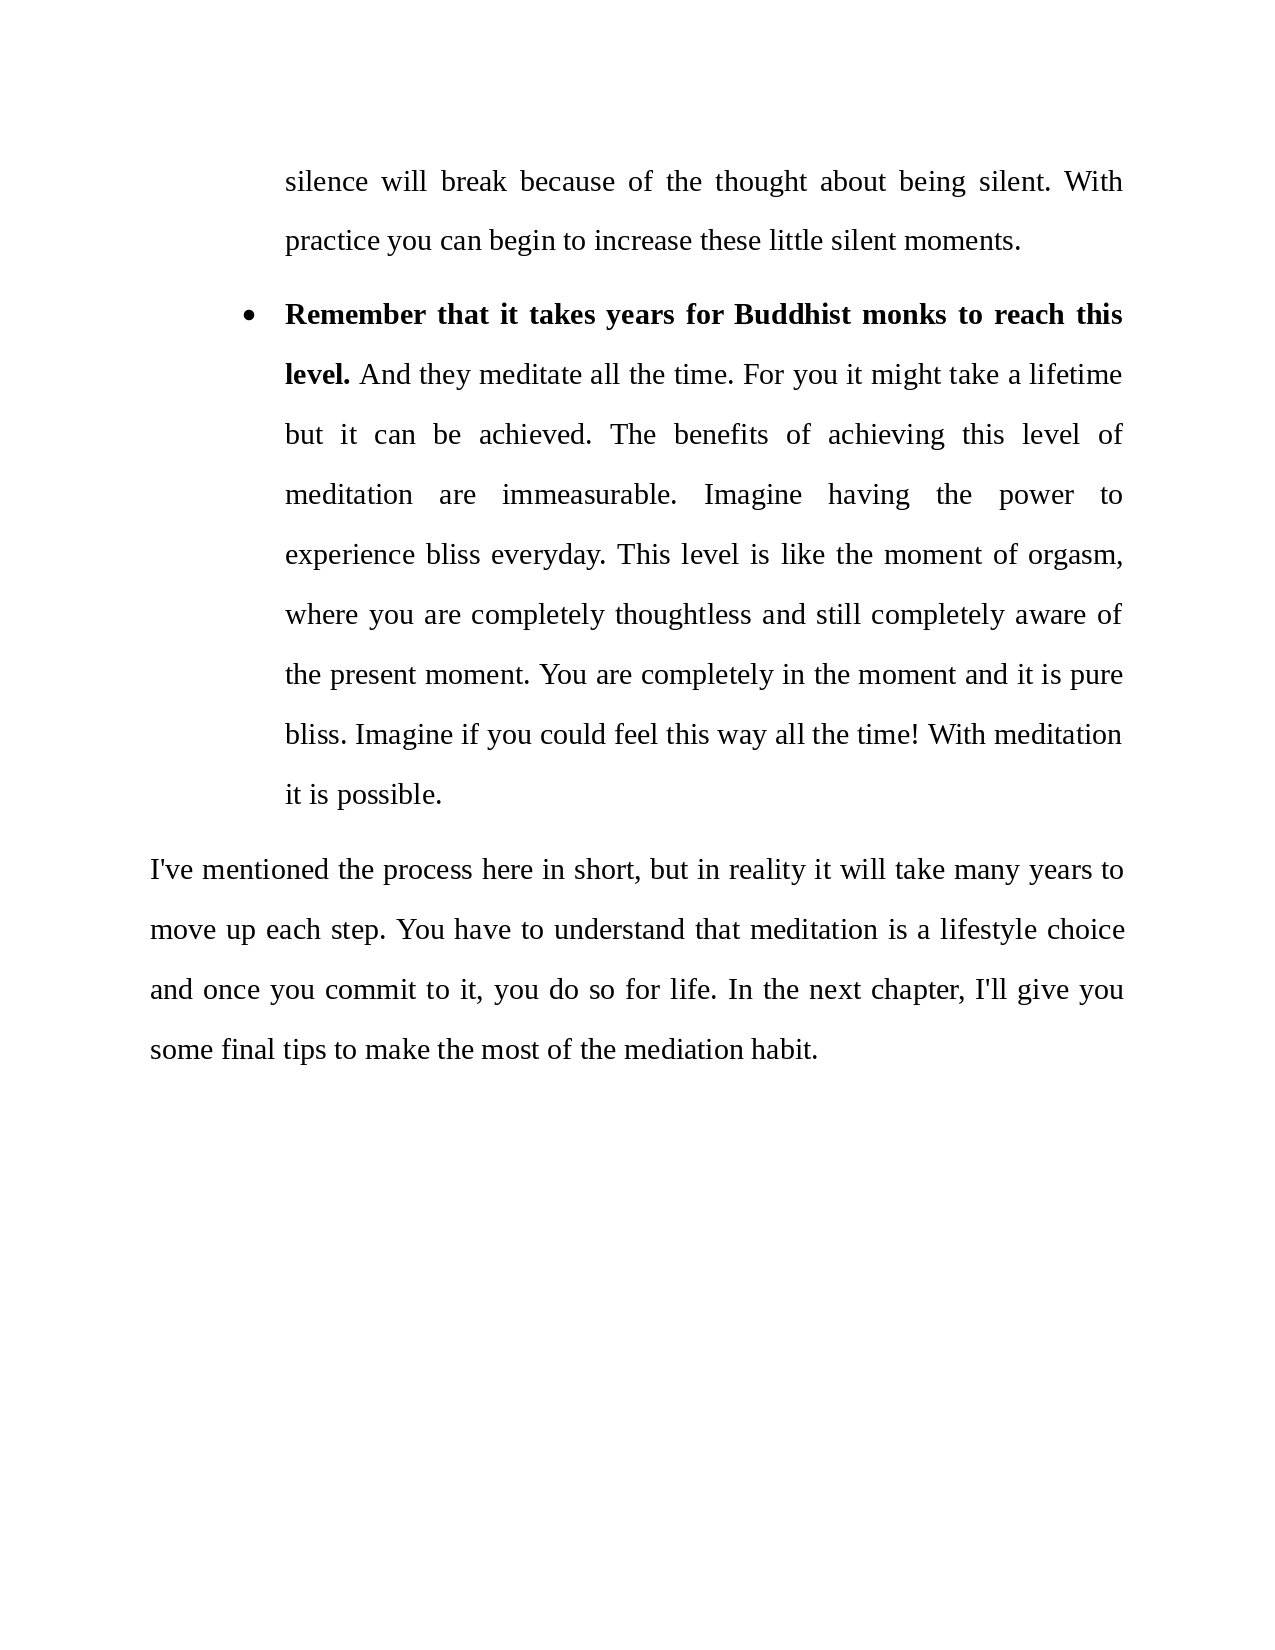 silence will break because of the thought about being silent. With
practice you can begin to increase these little silent moments.
• Remember that it takes years for Buddhist monks to reach this
level. And they meditate all the time. For you it might take a lifetime
but it can be achieved. The benefits of achieving this level of
meditation are immeasurable. Imagine having the power to
experience bliss everyday. This level is like the moment of orgasm,
where you are completely thoughtless and still completely aware of
the present moment. You are completely in the moment and it is pure
bliss. Imagine if you could feel this way all the time! With meditation
it is possible.
I've mentioned the process here in short, but in reality it will take many years to
move up each step. You have to understand that meditation is a lifestyle choice
and once you commit to it, you do so for life. In the next chapter, I'll give you
some final tips to make the most of the mediation habit.